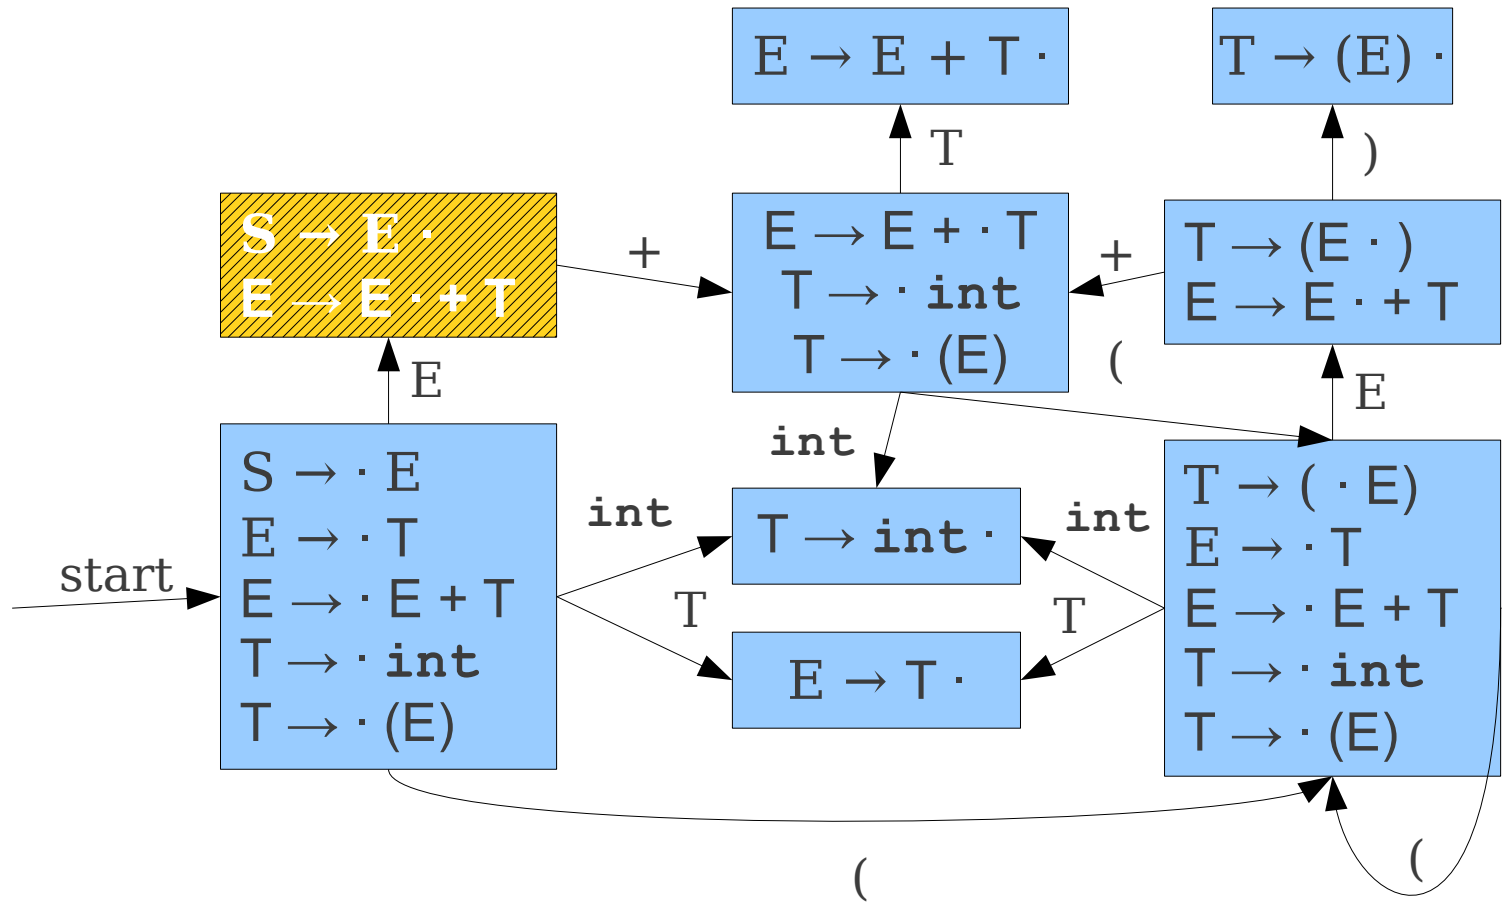 E → E + T ·
T → (E) ·
T
)
S → E ·
E → E · + T
+
E → E + · T
T → · int
T → · (E)
+
T → (E · )
E → E · + T
E
(
E
int
S → · E
E → · T
E → · E + T
T → · int
T → · (E)
start
int
T
T → int ·
E → T ·
int
T
T → ( · E)
E → · T
E → · E + T
T → · int
T → · (E)
(
(